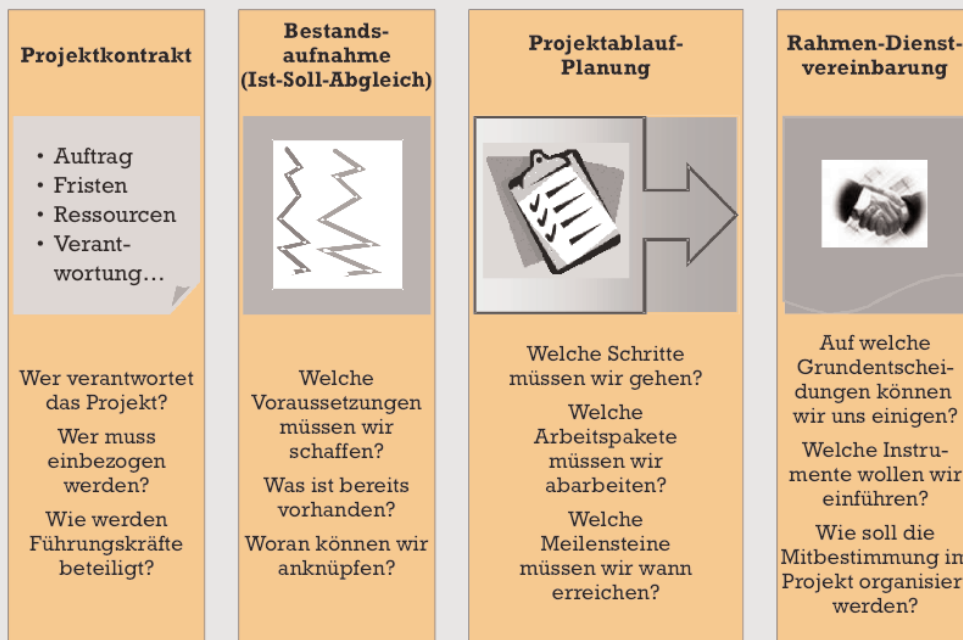 Projektkontrakt
• Auftrag
• Fristen
• Ressourcen
• Verant-
wortung...
Wer verantwortet
das Projekt?
Wer muss
einbezogen
werden?
Wie werden
Führungskräfte
beteiligt?
Bestands-
aufnahme
(Ist-Soll-Abgleich)
Welche
Voraussetzungen
müssen wir
schaffen?
Was ist bereits
vorhanden?
Woran können wir
anknüpfen?
Projektablauf-
Planung
Welche Schritte
müssen wir gehen?
Welche
Arbeitspakete
müssen wir
abarbeiten?
Welche
Meilensteine
müssen wir wann
erreichen?
Rahmen-Dienst-
vereinbarung
Auf welche
Grundentschei-
dungen können
wir uns einigen?
Welche Instru-
mente wollen wir
einführen?
Wie soll die
Mitbestimmung im
Projekt organisier
werden?